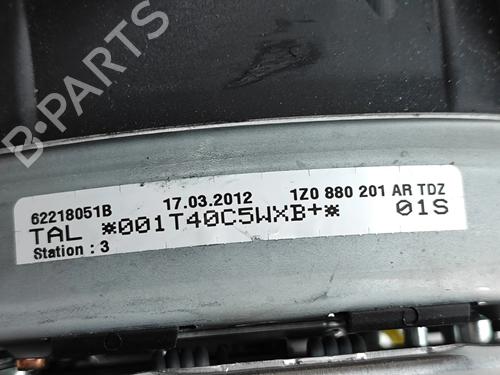 B-PARTS
62218051B 17.03.2012 1Z0 880 201 AR TDZ
TAL *001T40C5WXB+* 01S
Station : 3